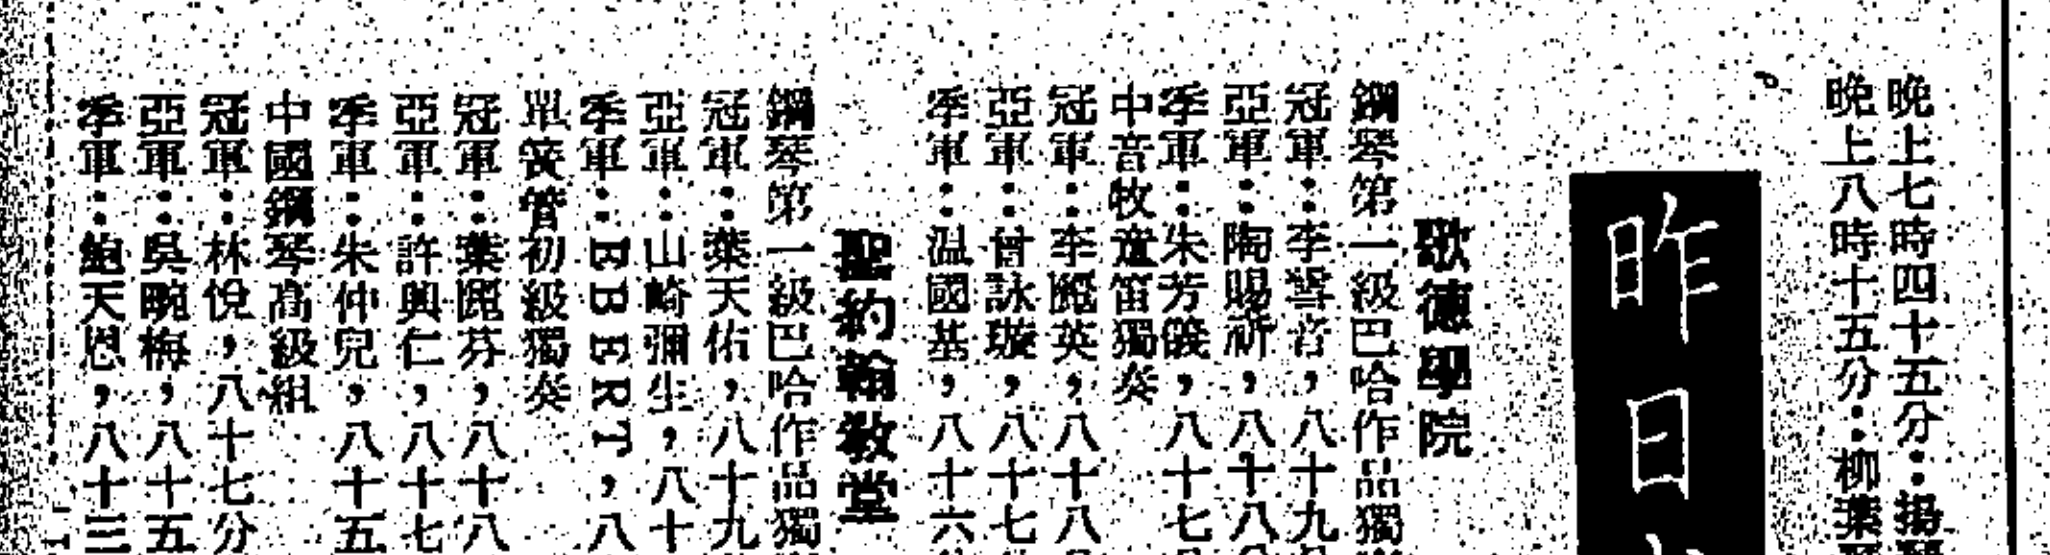 晚上七時四十五分：揚
晚上八時十五分：柳葉
昨日
歌德學院
鋼琴第一級巴哈作品獨
冠軍：李音，八十九
亞軍：陶賜祈，八十八
季軍：朱芳，八十七
中音牧童笛獨奏
冠軍：李英，八十八
亞軍：曾詠璇，八十七
季軍：温國基，八十六
聖約翰教堂
鋼琴第一級巴哈作品獨
冠軍：葉天佑，八十九
亞軍：山崎彌生，八十
季軍：BBERT，八
單簧管初級獨奏
冠軍：葉麗芬，八十八
亞軍：許興仁，八十七
季軍：朱仲兒，八十五
中國鋼琴高級組
冠軍：林悅，八十七分
亞軍：吳畹梅，八十五
季軍：鮑天恩，八十三